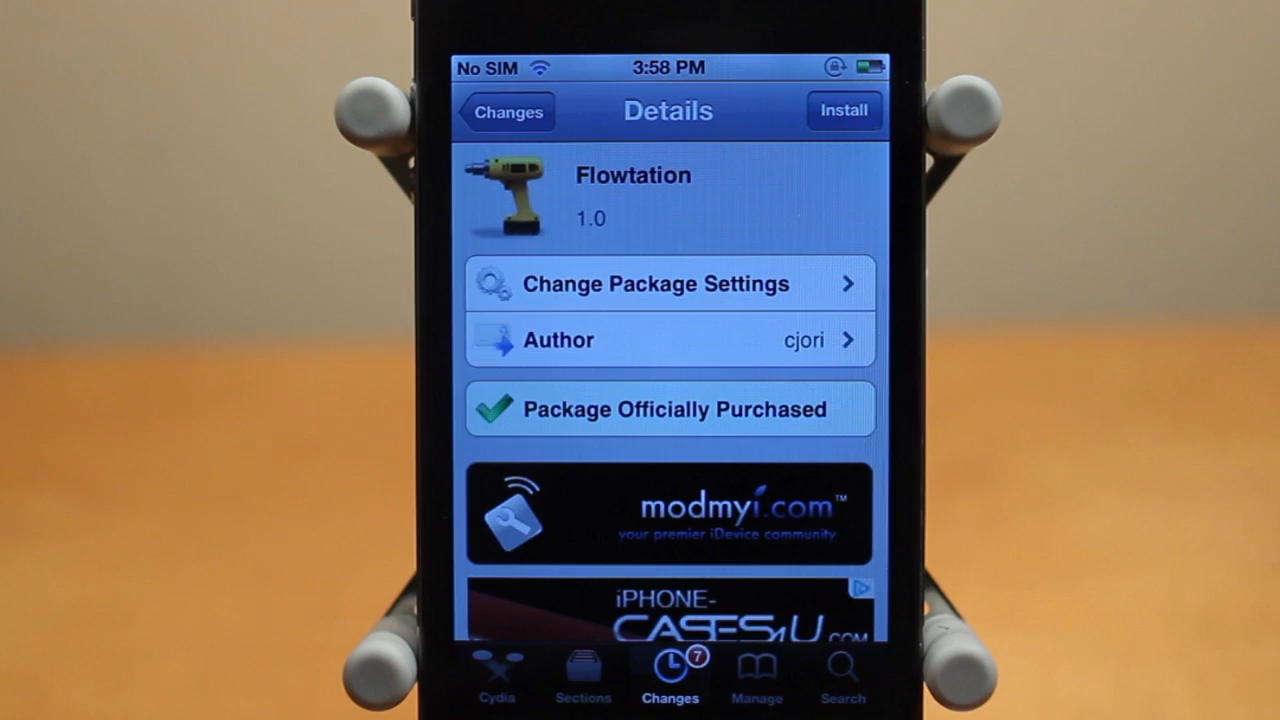 No SIM 3:58 PM
Changes Details Install
Flowtation
1.0
Change Package Settings
Author cjori
Package Officially Purchased
modmyi.com™
your premier iDevice community
iPHONE-
CASES4U.COM
7
Cydia Sections Changes Manage Search